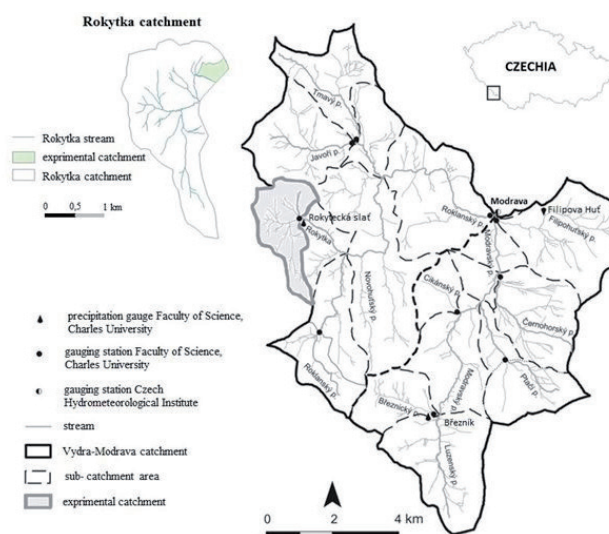 Rokytka catchment
Rokytka stream
exprimental catchment
Rokytka catchment
0 0,5 1 km
precipitation gauge Faculty of Science,
Charles University
gauging station Faculty of Science,
Charles University
gauging station Czech
Hydrometeorological Institute
stream
Vydra-Modrava catchment
sub- catchment area
exprimental catchment
CZECHIA
Tmavý p.
Javoří p.
Rokytecká slať
Rokytka
Roklanský p.
Modrava
Filipova Huť
Filipohuťský p.
Modravský p.
Novohuťský p.
Cikánský p.
Černohorský p.
Roklanský p.
Ptačí p.
Modravský p.
Březnický p.
Březník
Luzenský p.
0 2 4 km